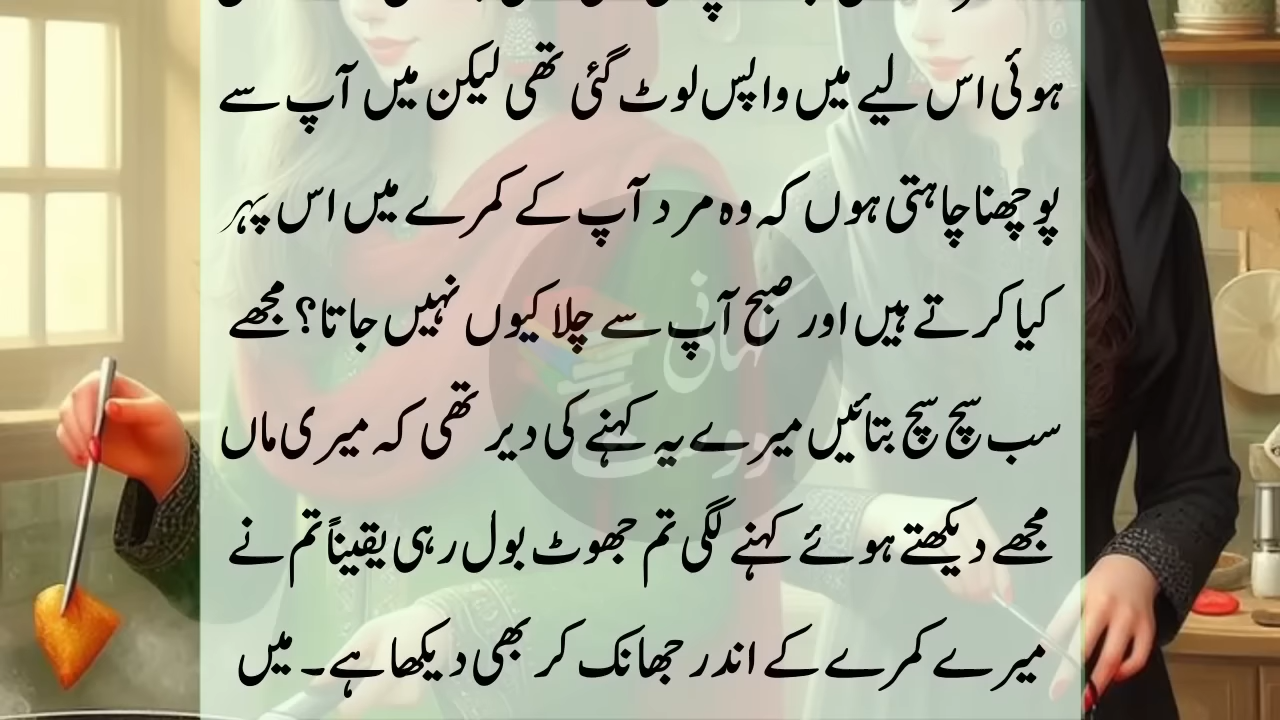 ہوئی اس لیے میں واپس لوٹ گئی تھی لیکن میں آپ سے
پوچھنا چاہتی ہوں کہ وہ مرد آپ کے کمرے میں اس پہر
کیا کرتے ہیں اور صبح آپ سے چلا کیوں نہیں جاتا؟ مجھے
سب سچ سچ بتائیں میرے یہ کہنے کی دیر تھی کہ میری ماں
مجھے دیکھتے ہوئے کہنے لگی تم جھوٹ بول رہی یقیناً تم نے
میرے کمرے کے اندر جھانک کر بھی دیکھا ہے۔ میں
کہانی